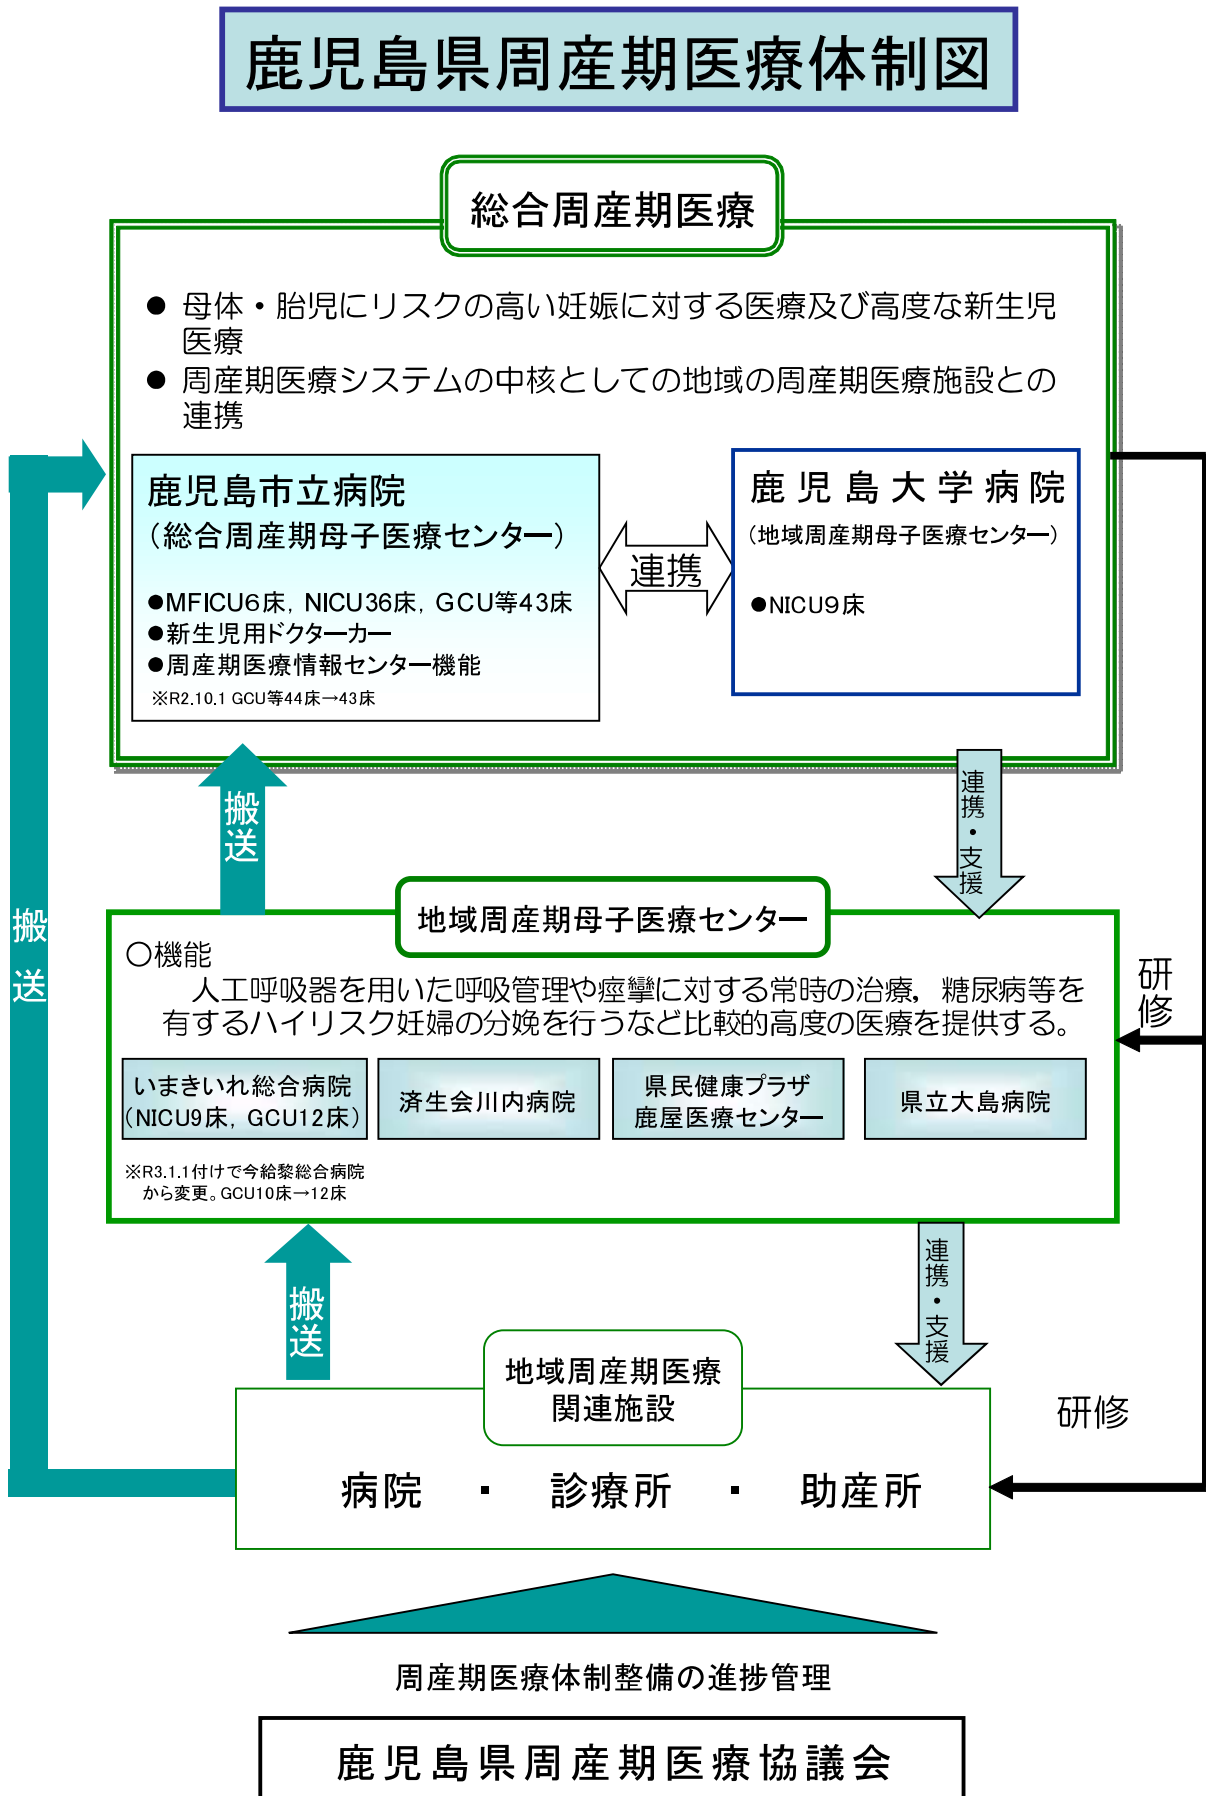 鹿児島県周産期医療体制図
総合周産期医療
● 母体・胎児にリスクの高い妊娠に対する医療及び高度な新生児
医療
● 周産期医療システムの中核としての地域の周産期医療施設との
連携
鹿児島市立病院
（総合周産期母子医療センター）
●MFICU6床，NICU36床，GCU等43床
●新生児用ドクターカー
●周産期医療情報センター機能
※R2.10.1 GCU等44床→43床
連携
鹿児島大学病院
（地域周産期母子医療センター）
●NICU9床
搬送
連携・支援
搬送
研修
地域周産期母子医療センター
○機能
人工呼吸器を用いた呼吸管理や痙攣に対する常時の治療，糖尿病等を
有するハイリスク妊婦の分娩を行うなど比較的高度の医療を提供する。
いまきいれ総合病院
（NICU9床，GCU12床）
済生会川内病院
県民健康プラザ
鹿屋医療センター
県立大島病院
※R3.1.1付けで今給黎総合病院
から変更。GCU10床→12床
搬送
連携・支援
地域周産期医療
関連施設
研修
病院　・　診療所　・　助産所
周産期医療体制整備の進捗管理
鹿児島県周産期医療協議会